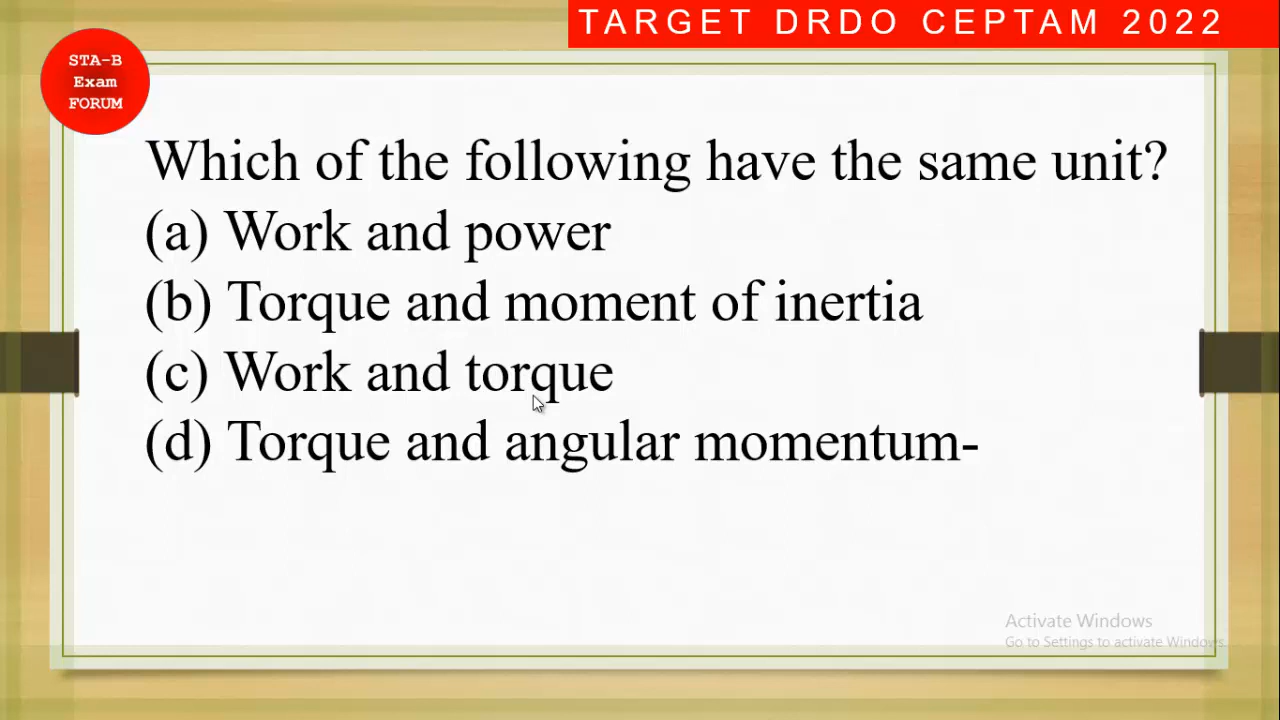 TARGET DRDO CEPTAM 2022
STA-B
Exam
FORUM
Which of the following have the same unit?
(a) Work and power
(b) Torque and moment of inertia
(c) Work and torque
(d) Torque and angular momentum-
Activate Windows
Go to Settings to activate Windows.